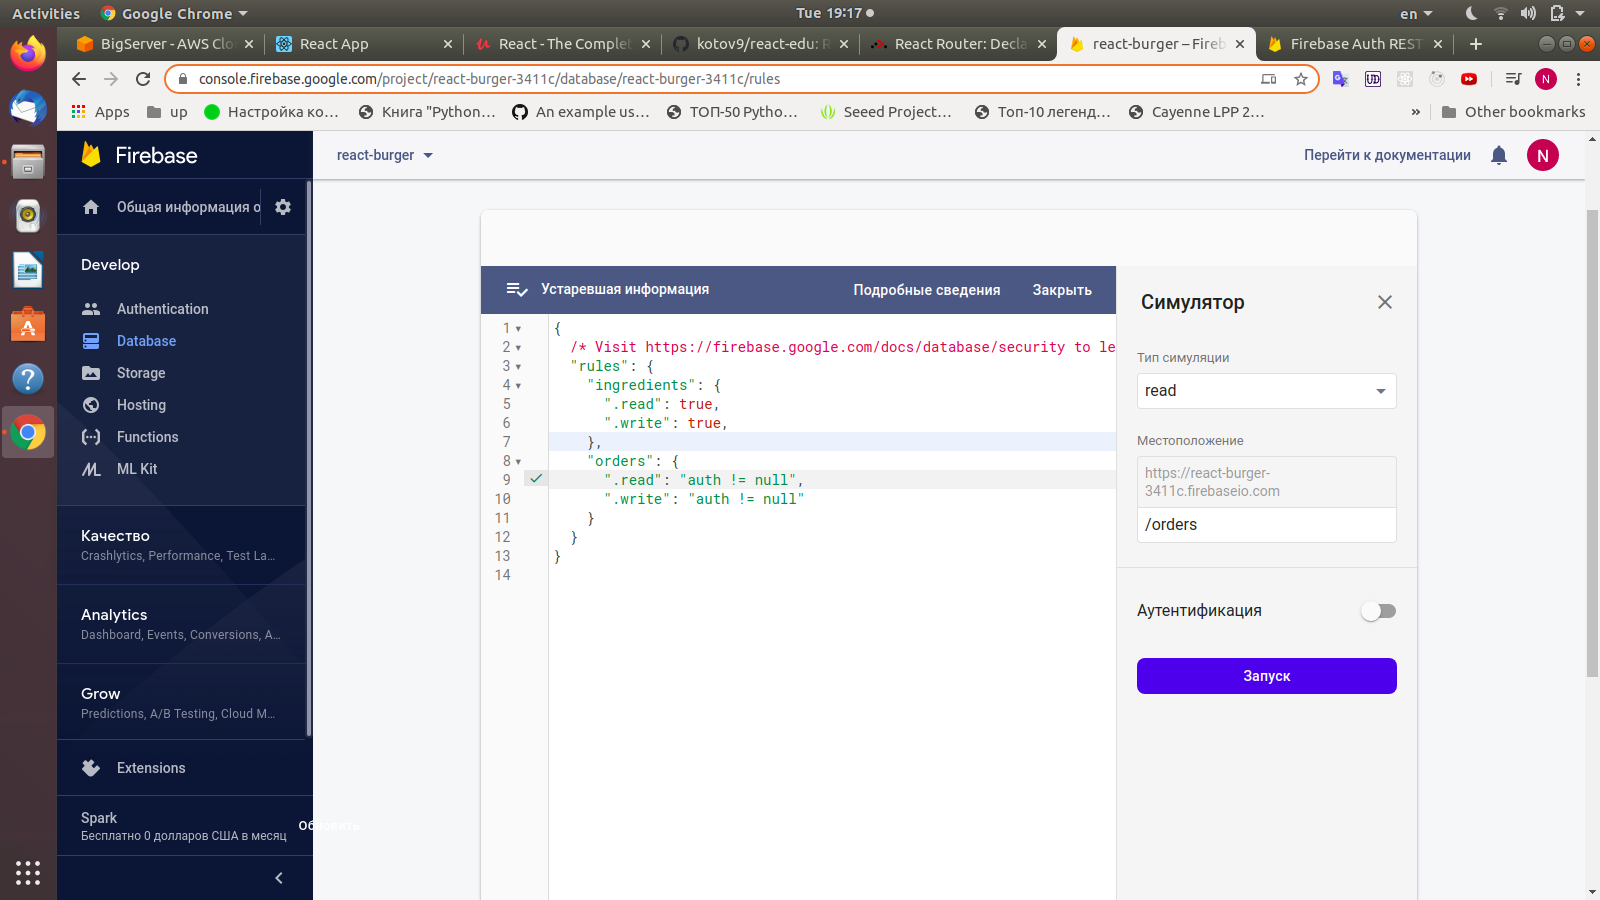 Activities
Google Chrome
Tue 19:17
en
BigServer - AWS Clo
React App
React - The Complet
kotov9/react-edu: R
React Router: Decla
react-burger – Fireb
Firebase Auth REST
console.firebase.google.com/project/react-burger-3411c/database/react-burger-3411c/rules
UD
N
Apps
up
Настройка ко…
Книга "Python…
An example us…
ТОП-50 Pytho…
Seeed Project…
Топ-10 легенд…
Cayenne LPP 2…
»
Other bookmarks
Firebase
react-burger
Перейти к документации
N
Общая информация о
Develop
Authentication
Database
Storage
Hosting
Functions
ML Kit
Качество
Crashlytics, Performance, Test La…
Analytics
Dashboard, Events, Conversions, A…
Grow
Predictions, A/B Testing, Cloud M…
Extensions
Spark
Бесплатно 0 долларов США в месяц
Обновить
Устаревшая информация
Подробные сведения
Закрыть
1 {
2 /* Visit https://firebase.google.com/docs/database/security to le
3 "rules": {
4 "ingredients": {
5 ".read": true,
6 ".write": true,
7 },
8 "orders": {
9 ".read": "auth != null",
10 ".write": "auth != null"
11 }
12 }
13 }
14
Симулятор
Тип симуляции
read
Местоположение
https://react-burger-
3411c.firebaseio.com
/orders
Аутентификация
Запуск